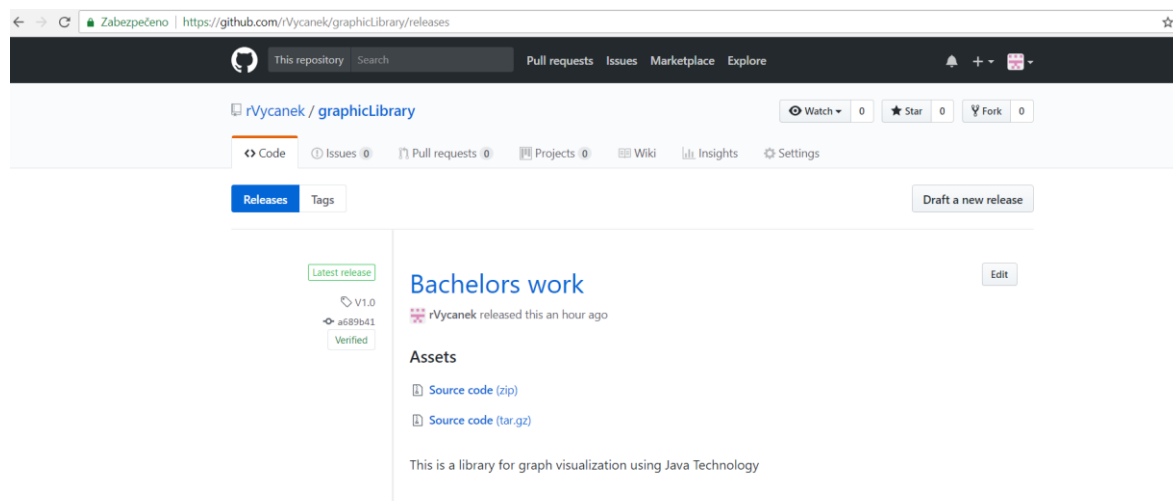 Zabezpečeno https://github.com/rVycanek/graphicLibrary/releases
This repository Search Pull requests Issues Marketplace Explore
rVycanek / graphicLibrary Watch 0 Star 0 Fork 0
Code Issues 0 Pull requests 0 Projects 0 Wiki Insights Settings
Releases Tags Draft a new release
Latest release
V1.0
a689b41
Verified
Bachelors work Edit
rVycanek released this an hour ago
Assets
Source code (zip)
Source code (tar.gz)
This is a library for graph visualization using Java Technology